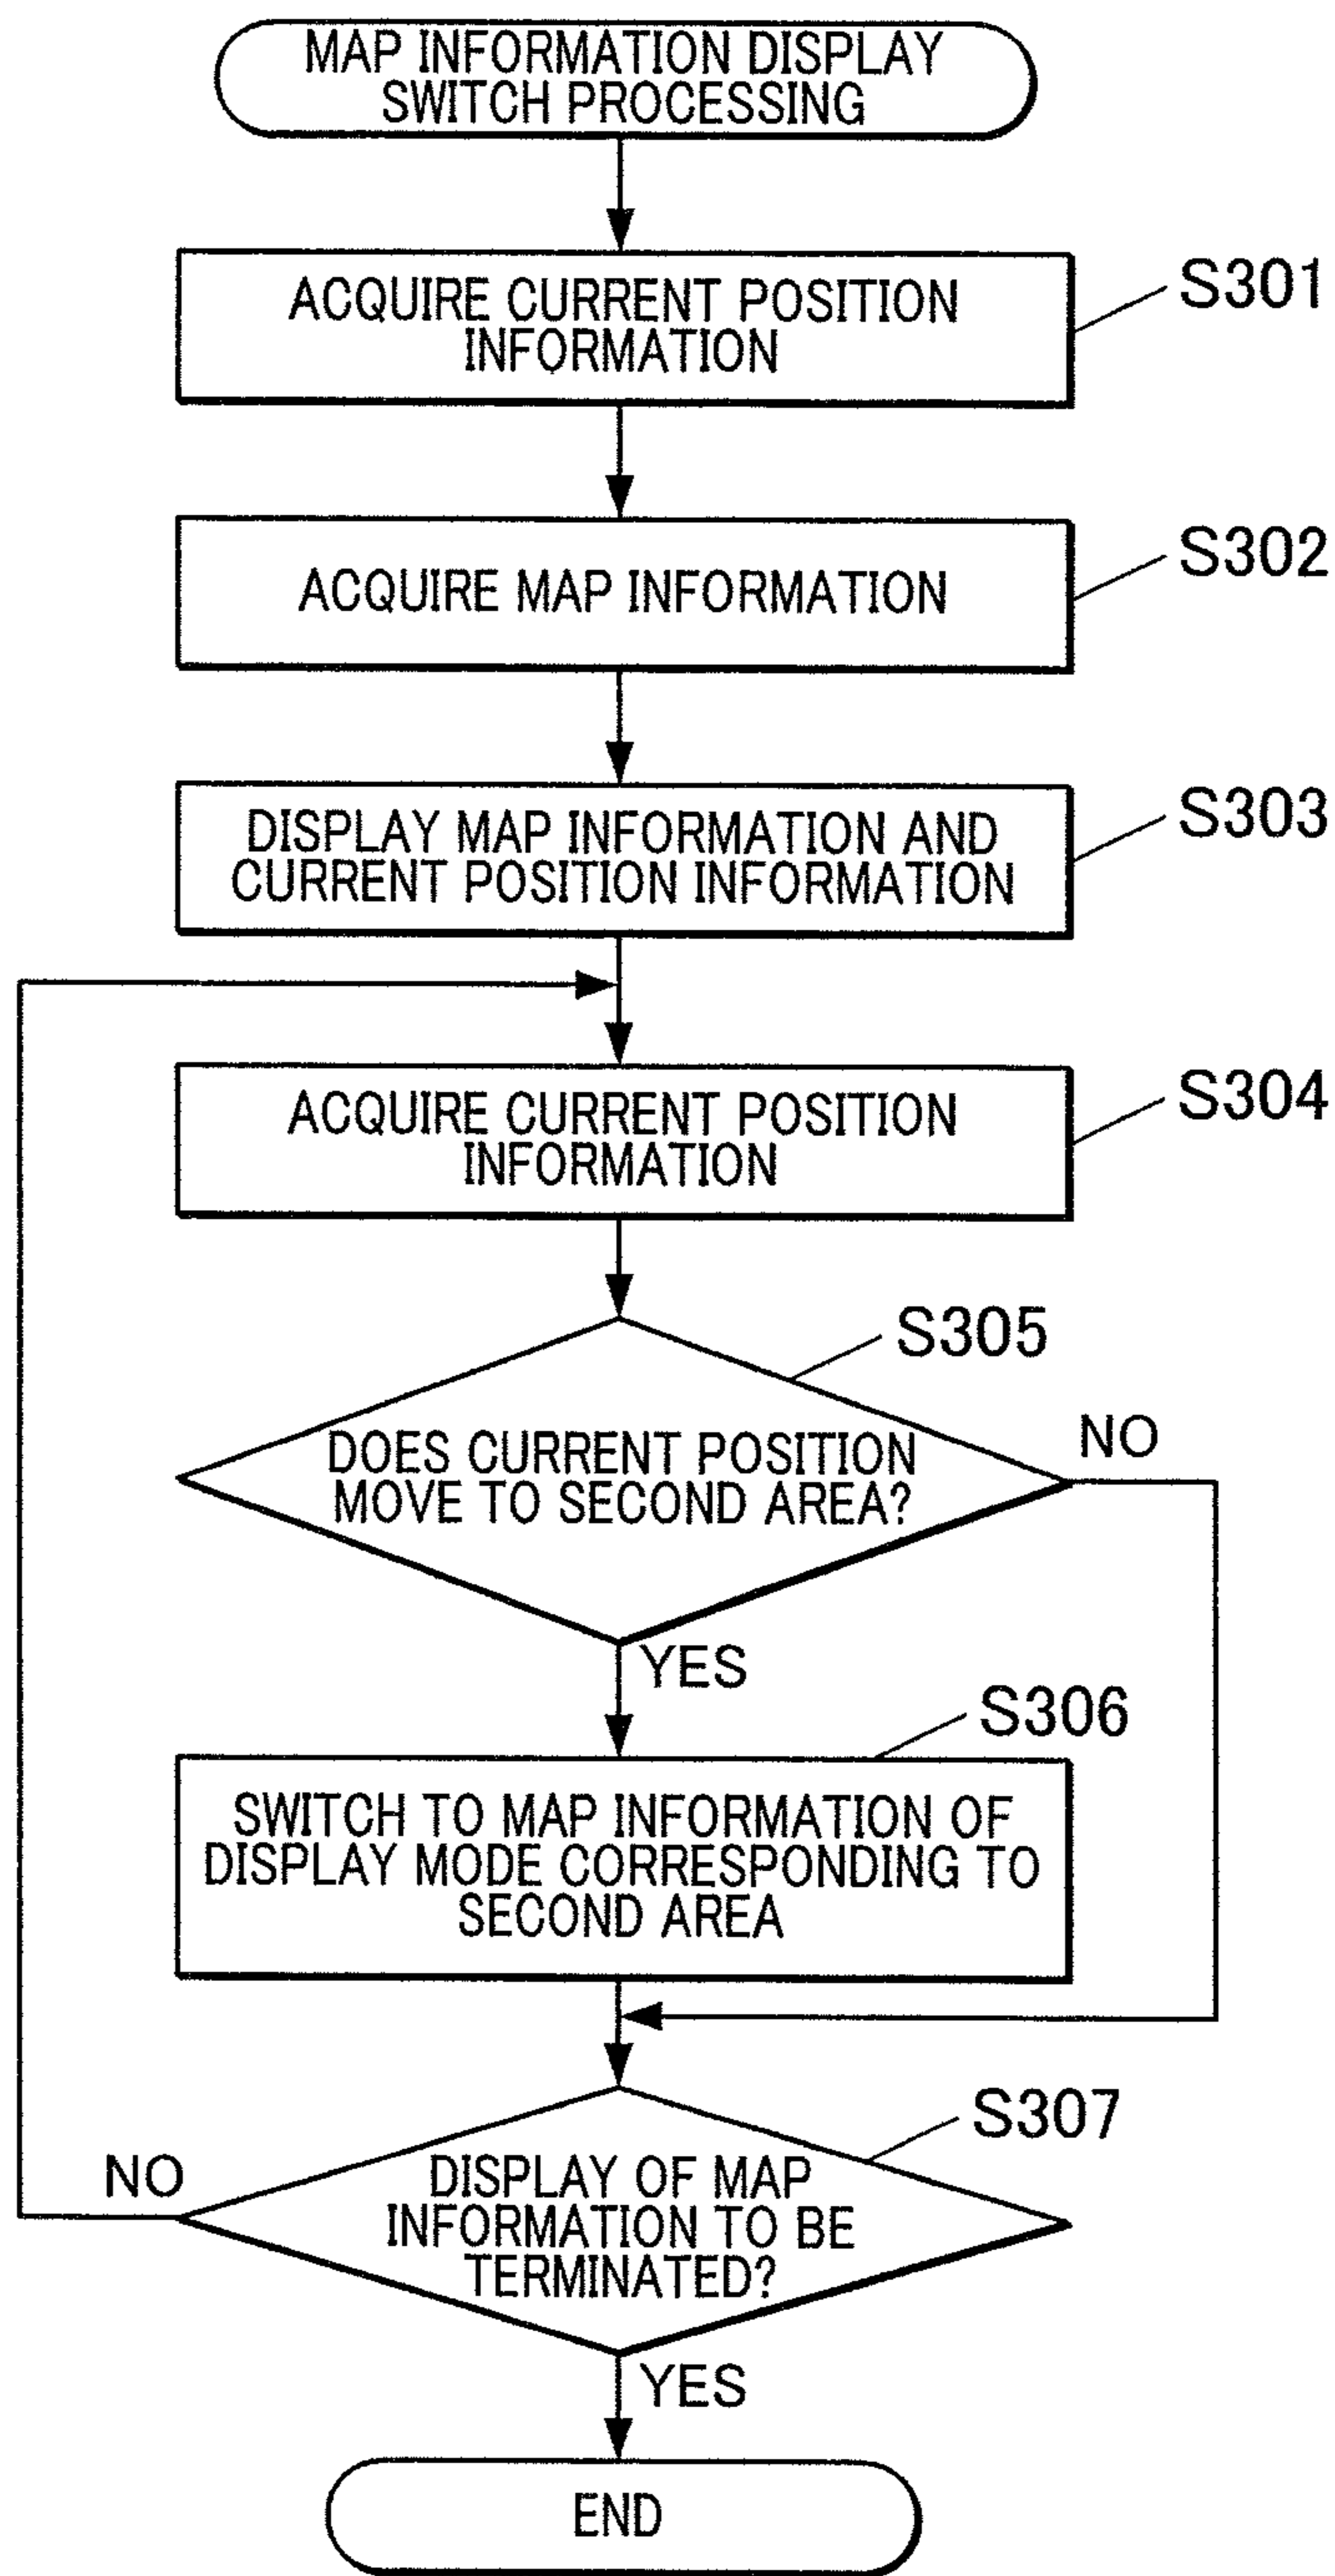 MAP INFORMATION DISPLAY
SWITCH PROCESSING
ACQUIRE CURRENT POSITION
INFORMATION
S301
ACQUIRE MAP INFORMATION
S302
DISPLAY MAP INFORMATION AND
CURRENT POSITION INFORMATION
S303
ACQUIRE CURRENT POSITION
INFORMATION
S304
S305
DOES CURRENT POSITION
MOVE TO SECOND AREA?
NO
YES
S306
SWITCH TO MAP INFORMATION OF
DISPLAY MODE CORRESPONDING TO
SECOND AREA
S307
NO
DISPLAY OF MAP
INFORMATION TO BE
TERMINATED?
YES
END